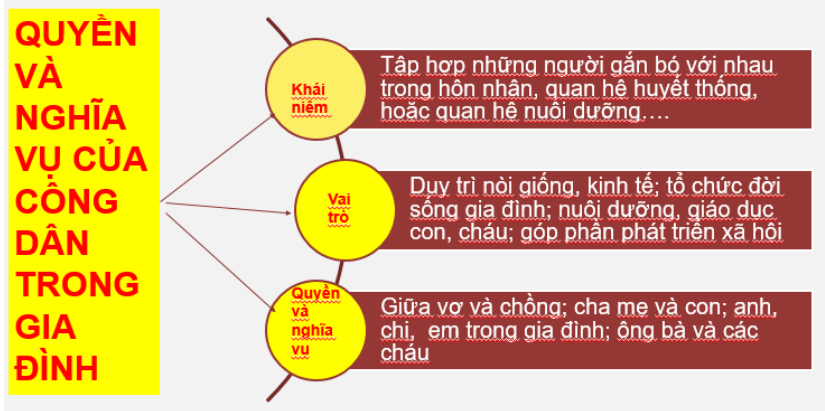 QUYỀN
VÀ
NGHĨA
VỤ CỦA
CÔNG
DÂN
TRONG
GIA
ĐÌNH
Khái
niệm
Tập hợp những người gắn bó với nhau
trong hôn nhân, quan hệ huyết thống,
hoặc quan hệ nuôi dưỡng….
Vai
trò
Duy trì nòi giống, kinh tế; tổ chức đời
sống gia đình; nuôi dưỡng, giáo dục
con, cháu; góp phần phát triển xã hội
Quyền
và
nghĩa
vụ
Giữa vợ và chồng; cha mẹ và con; anh,
chị, em trong gia đình; ông bà và các
cháu